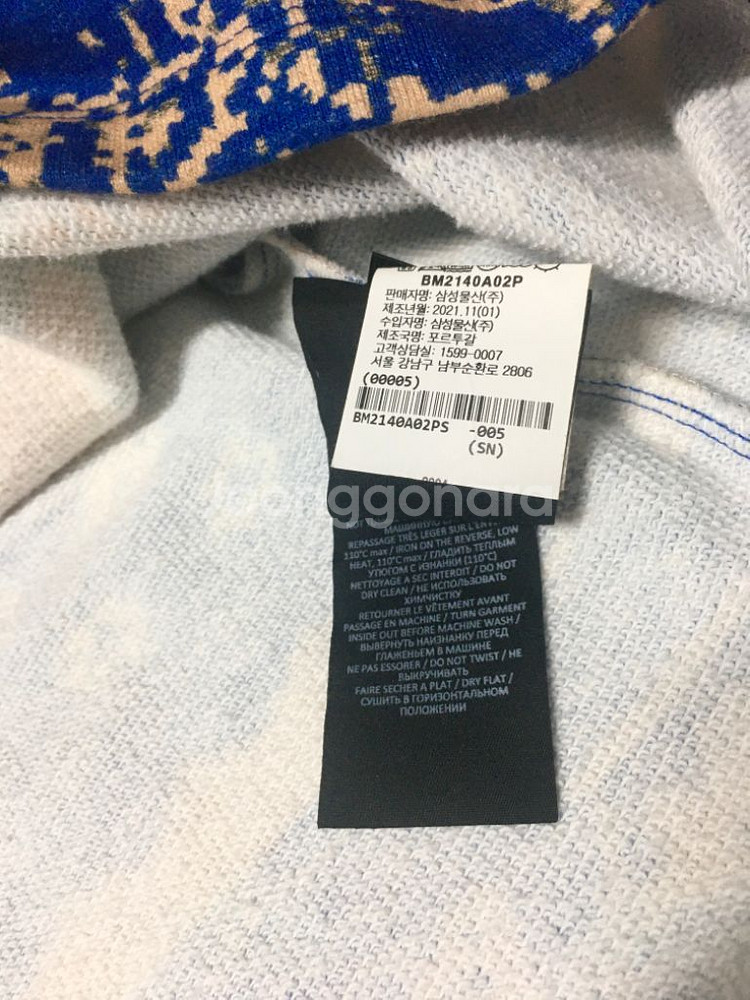 BM2140A02P
판매자명: 삼성물산(주)
제조년월: 2021.11(01)
수입자명: 삼성물산(주)
제조국명: 포르투갈
고객상담실: 1599-0007
서울 강남구 남부순환로 2806
(00005)
BM2140A02PS -005
(SN)
joonggonara
REPASSAGE TRÈS LEGER SUR L'ENV
110°C max / IRON ON THE REVERSE, LOW
HEAT, 110°C max / ГЛАДИТЬ ТЕПЛЫМ
УТЮГОМ С ИЗНАНКИ (110°C)
NETTOYAGE A SEC INTERDIT / DO NOT
DRY CLEAN / НЕ ИСПОЛЬЗОВАТЬ
ХИМЧИСТКУ
RETOURNER LE VÊTEMENT AVANT
PASSAGE EN MACHINE / TURN GARMENT
INSIDE OUT BEFORE MACHINE WASH /
ВЫВЕРНУТЬ НАИЗНАНКУ ПЕРЕД
ГЛАЖЕНЬЕМ В МАШИНЕ
NE PAS ESSORER / DO NOT TWIST / НЕ
ВЫКРУЧИВАТЬ
FAIRE SECHER A PLAT / DRY FLAT /
СУШИТЬ В ГОРИЗОНТАЛЬНОМ
ПОЛОЖЕНИИ